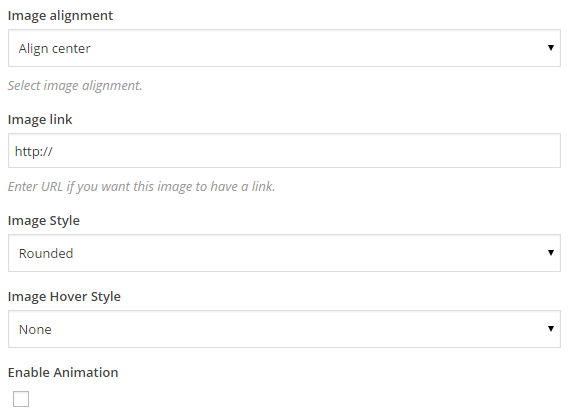 Image alignment
Align center
Select image alignment.
Image link
http://
Enter URL if you want this image to have a link.
Image Style
Rounded
Image Hover Style
None
Enable Animation